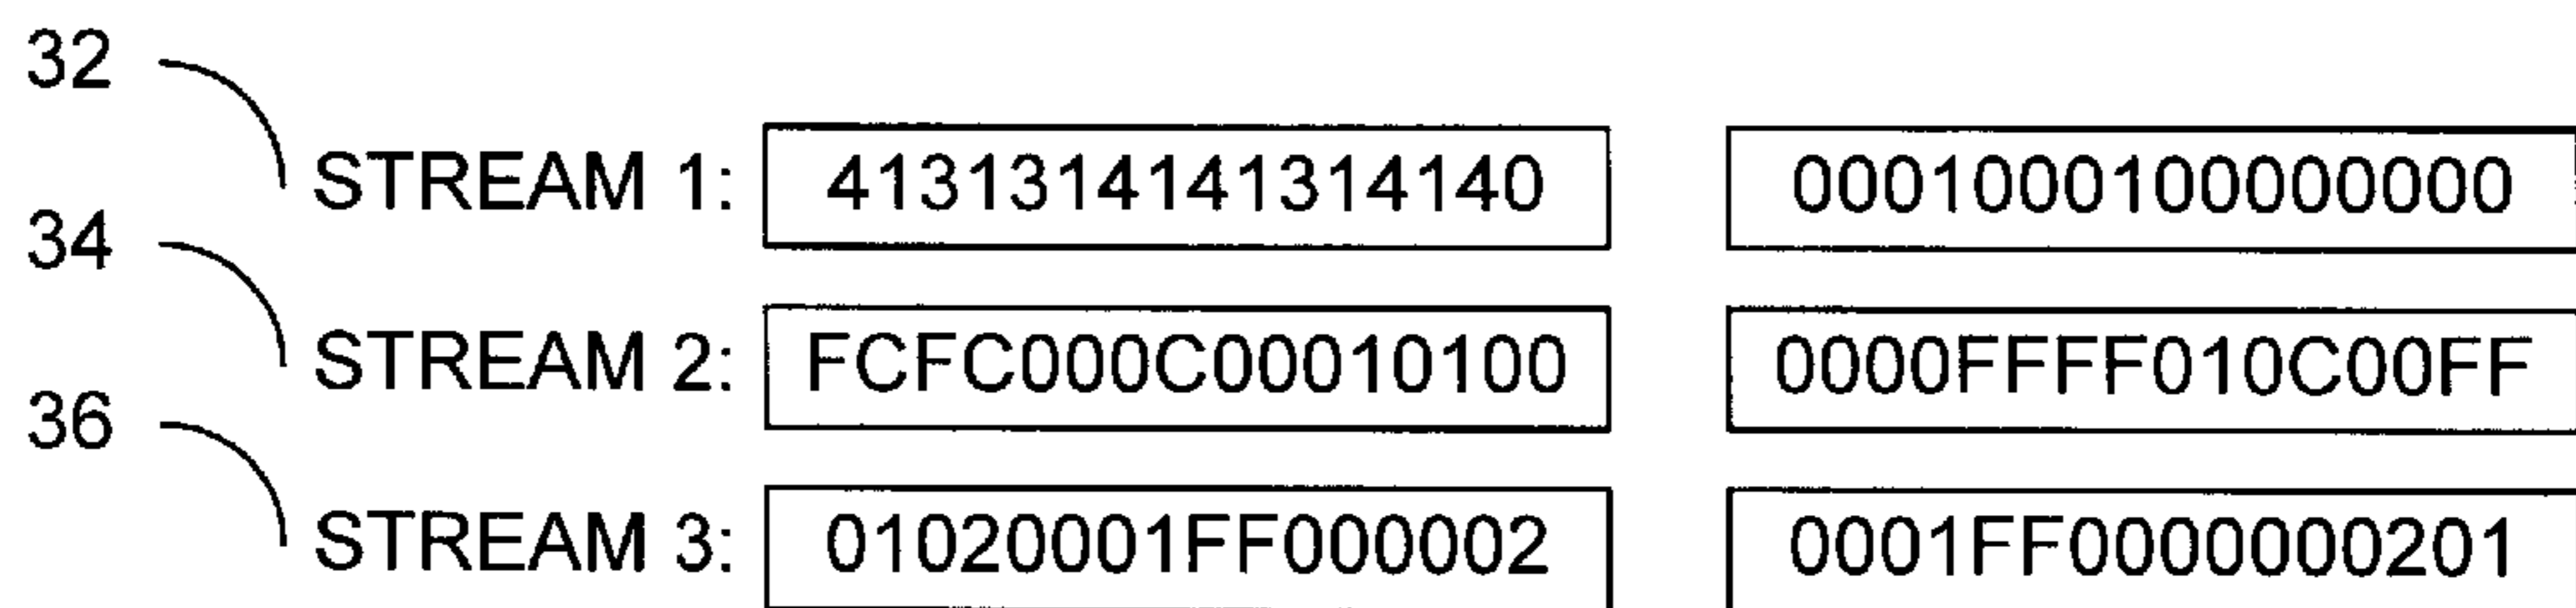 32
STREAM 1: 4131314141314140 0001000100000000
34
STREAM 2: FCFC000C00010100 0000FFFF010C00FF
36
STREAM 3: 01020001FF000002 0001FF0000000201